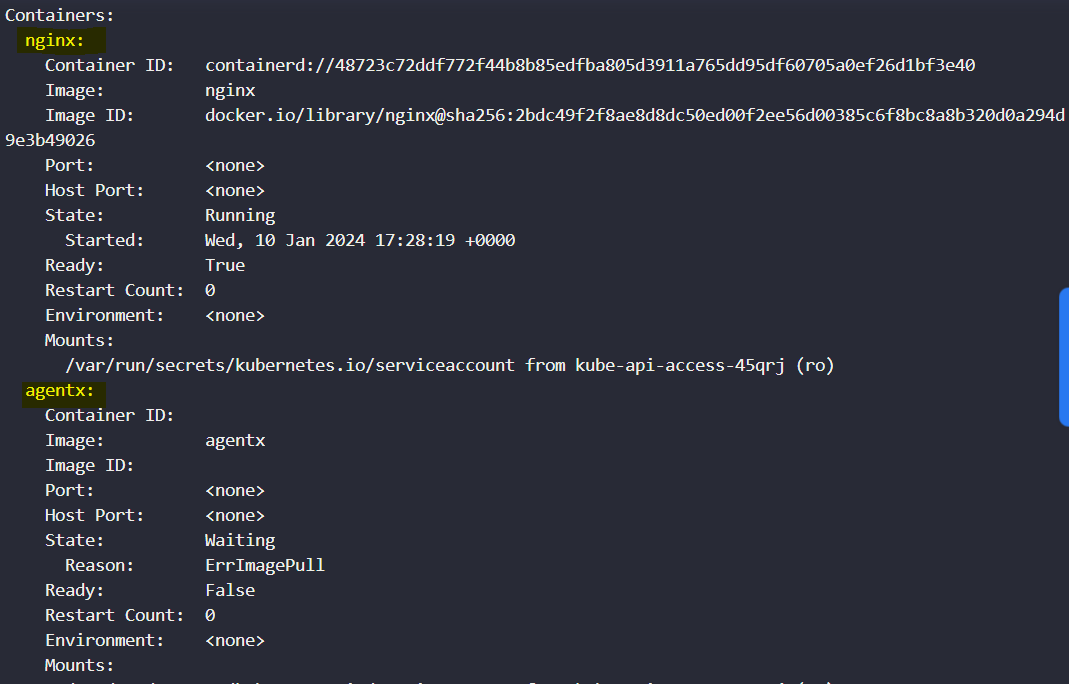 Containers:
nginx:
Container ID: containerd://48723c72ddf772f44b8b85edfba805d3911a765dd95df60705a0ef26d1bf3e40
Image: nginx
Image ID: docker.io/library/nginx@sha256:2bdc49f2f8ae8d8dc50ed00f2ee56d00385c6f8bc8a8b320d0a294d
9e3b49026
Port: <none>
Host Port: <none>
State: Running
Started: Wed, 10 Jan 2024 17:28:19 +0000
Ready: True
Restart Count: 0
Environment: <none>
Mounts:
/var/run/secrets/kubernetes.io/serviceaccount from kube-api-access-45qrj (ro)
agentx:
Container ID:
Image: agentx
Image ID:
Port: <none>
Host Port: <none>
State: Waiting
Reason: ErrImagePull
Ready: False
Restart Count: 0
Environment: <none>
Mounts: